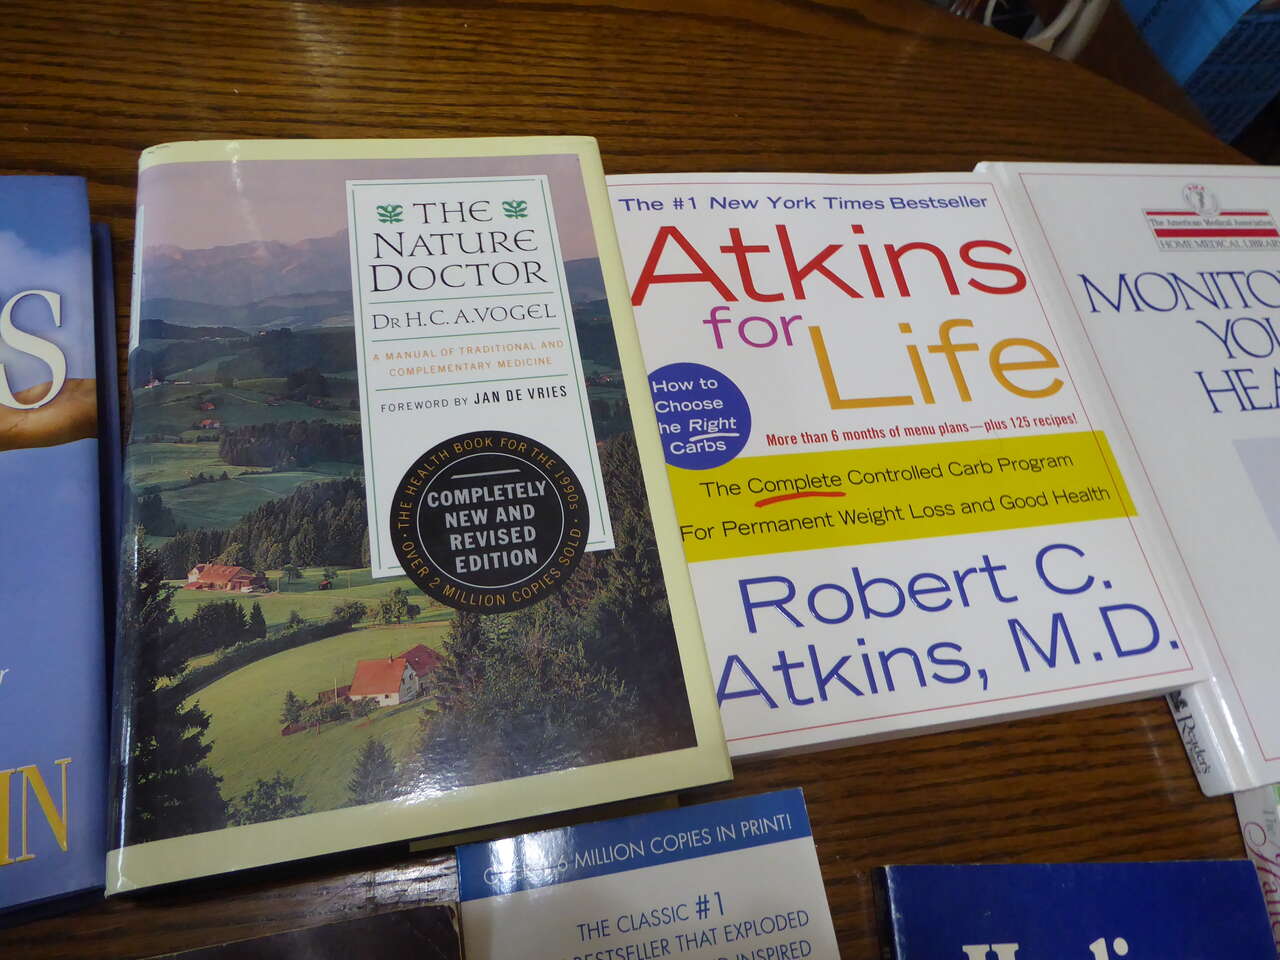 S
IN
THE
NATURE
DOCTOR
DR H. C. A. VOGEL
A MANUAL OF TRADITIONAL AND
COMPLEMENTARY MEDICINE
FOREWORD BY JAN DE VRIES
· THE HEALTH BOOK FOR THE 1990s ·
COMPLETELY
NEW AND
REVISED
EDITION
OVER 2 MILLION COPIES SOLD
The #1 New York Times Bestseller
Atkins
for Life
How to
Choose
the Right
Carbs
More than 6 months of menu plans—plus 125 recipes!
The Complete Controlled Carb Program
For Permanent Weight Loss and Good Health
Robert C.
Atkins, M.D.
The American Medical Association
HOME MEDICAL LIBRARY
MONITO
YOU
HEA
Reader's
6 MILLION COPIES IN PRINT!
THE CLASSIC #1
BESTSELLER THAT EXPLODED
INSPIRED